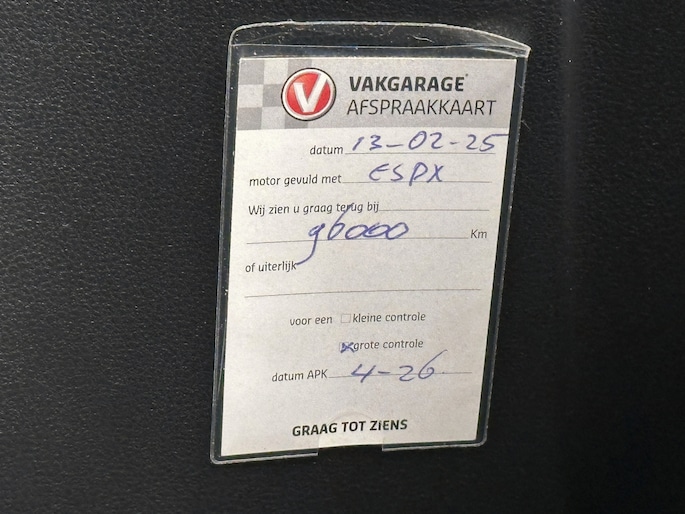 V VAKGARAGE
AFSPRAAKKAART
datum 13-02-25
motor gevuld met ESPX
Wij zien u graag terug bij
96000 Km
of uiterlijk
voor een kleine controle
x grote controle
datum APK 4-26
GRAAG TOT ZIENS